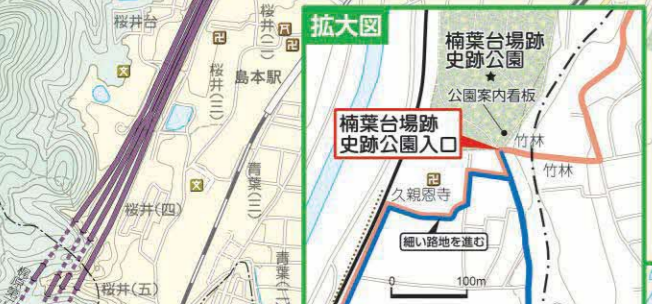 桜井台
桜井(二)
桜井(三)
島本駅
青葉(三)
桜井(四)
桜井(五)
拡大図
楠葉台場跡
史跡公園
★
公園案内看板
楠葉台場跡
史跡公園入口
竹林
竹林
久親恩寺
細い路地を進む
0
100m